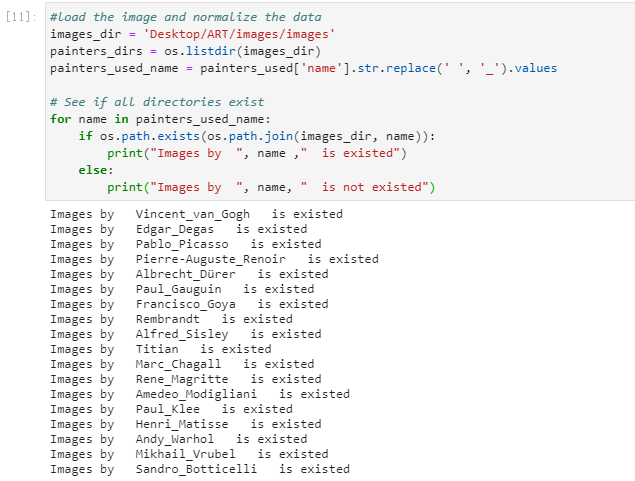 [11]: #load the image and normalize the data
images_dir = 'Desktop/ART/images/images'
painters_dirs = os.listdir(images_dir)
painters_used_name = painters_used['name'].str.replace(' ', '_').values
# See if all directories exist
for name in painters_used_name:
    if os.path.exists(os.path.join(images_dir, name)):
        print("Images by  ", name ,"  is existed")
    else:
        print("Images by  ", name, "  is not existed")
Images by   Vincent_van_Gogh   is existed
Images by   Edgar_Degas   is existed
Images by   Pablo_Picasso   is existed
Images by   Pierre-Auguste_Renoir   is existed
Images by   Albrecht_Dürer   is existed
Images by   Paul_Gauguin   is existed
Images by   Francisco_Goya   is existed
Images by   Rembrandt   is existed
Images by   Alfred_Sisley   is existed
Images by   Titian   is existed
Images by   Marc_Chagall   is existed
Images by   Rene_Magritte   is existed
Images by   Amedeo_Modigliani   is existed
Images by   Paul_Klee   is existed
Images by   Henri_Matisse   is existed
Images by   Andy_Warhol   is existed
Images by   Mikhail_Vrubel   is existed
Images by   Sandro_Botticelli   is existed